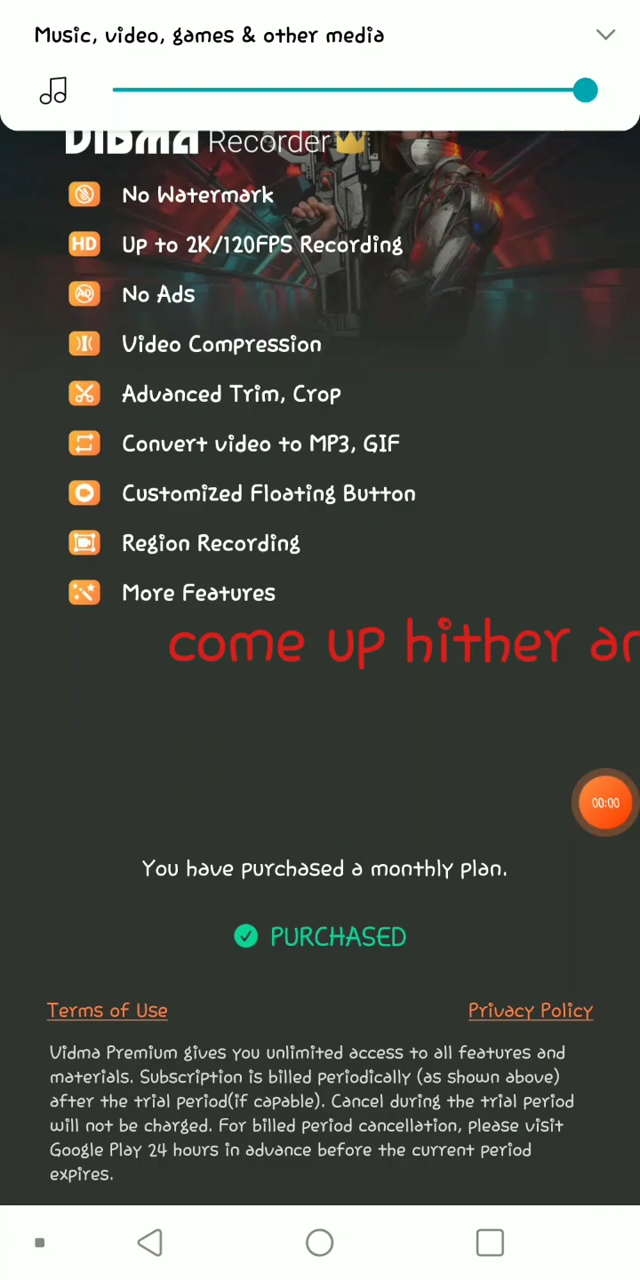 Music, video, games & other media
Vidma Recorder
No Watermark
HD Up to 2K/120FPS Recording
AD No Ads
Video Compression
Advanced Trim, Crop
Convert video to MP3, GIF
Customized Floating Button
Region Recording
More Features
come up hither ar
00:00
You have purchased a monthly plan.
PURCHASED
Terms of Use Privacy Policy
Vidma Premium gives you unlimited access to all features and
materials. Subscription is billed periodically (as shown above)
after the trial period(if capable). Cancel during the trial period
will not be charged. For billed period cancellation, please visit
Google Play 24 hours in advance before the current period
expires.